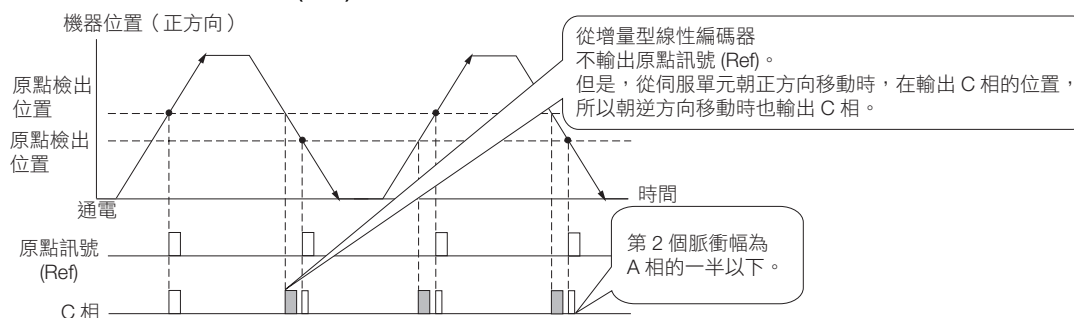 機器位置（正方向）
從增量型線性編碼器
不輸出原點訊號 (Ref)。
但是，從伺服單元朝正方向移動時，在輸出 C 相的位置，
所以朝逆方向移動時也輸出 C 相。
原點檢出
位置
原點檢出
位置
時間
通電
第 2 個脈衝幅為
A 相的一半以下。
原點訊號
(Ref)
C 相